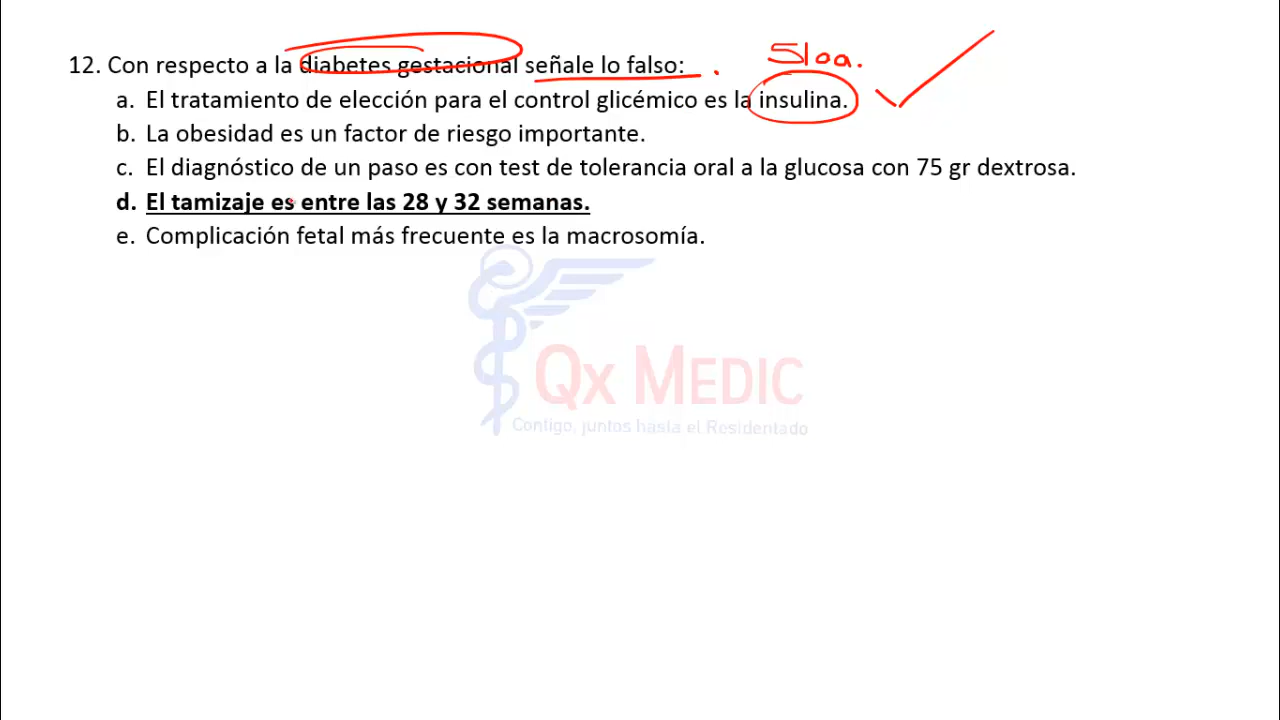 12. Con respecto a la diabetes gestacional señale lo falso:
Sloa.
a. El tratamiento de elección para el control glicémico es la insulina.
b. La obesidad es un factor de riesgo importante.
c. El diagnóstico de un paso es con test de tolerancia oral a la glucosa con 75 gr dextrosa.
d. El tamizaje es entre las 28 y 32 semanas.
e. Complicación fetal más frecuente es la macrosomía.
Qx MEDIC
Contigo, juntos hasta el Residentado